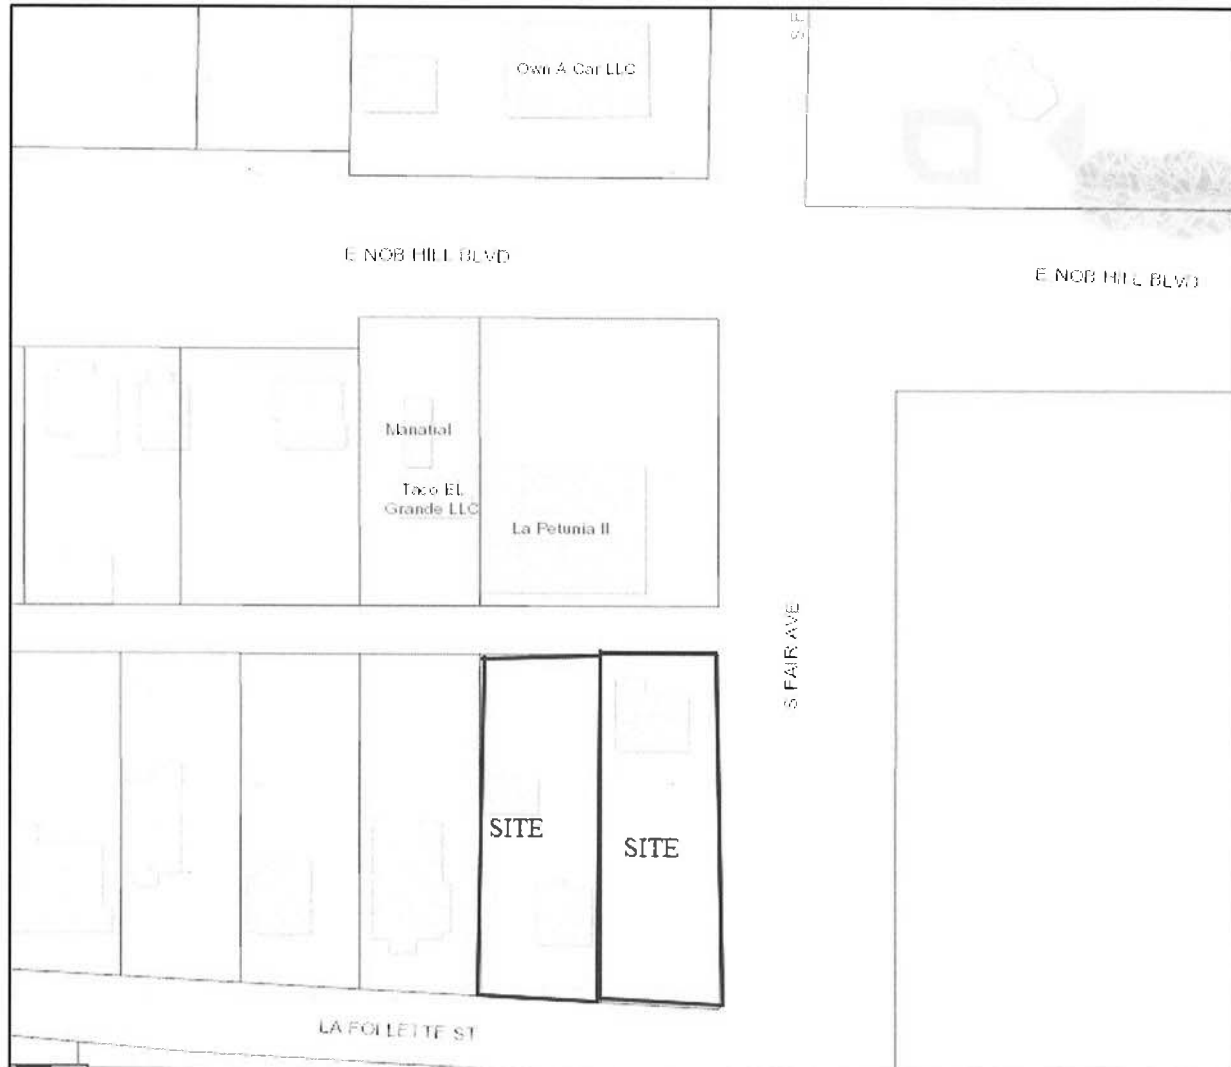 SE
Own A Car LLC
E NOB HILL BLVD
E NOB HILL BLVD
Manatial
Taco EL
Grande LLC
La Petunia II
S FAIR AVE
SITE
SITE
LA FOLLETTE ST